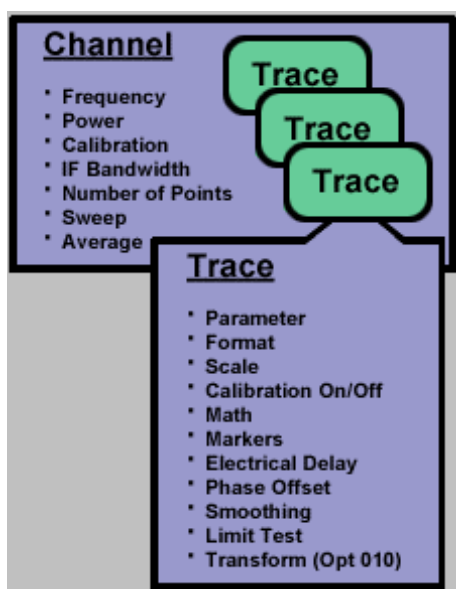 Channel
· Frequency
· Power
· Calibration
· IF Bandwidth
· Number of Points
· Sweep
· Average
Trace
Trace
Trace
Trace
· Parameter
· Format
· Scale
· Calibration On/Off
· Math
· Markers
· Electrical Delay
· Phase Offset
· Smoothing
· Limit Test
· Transform (Opt 010)